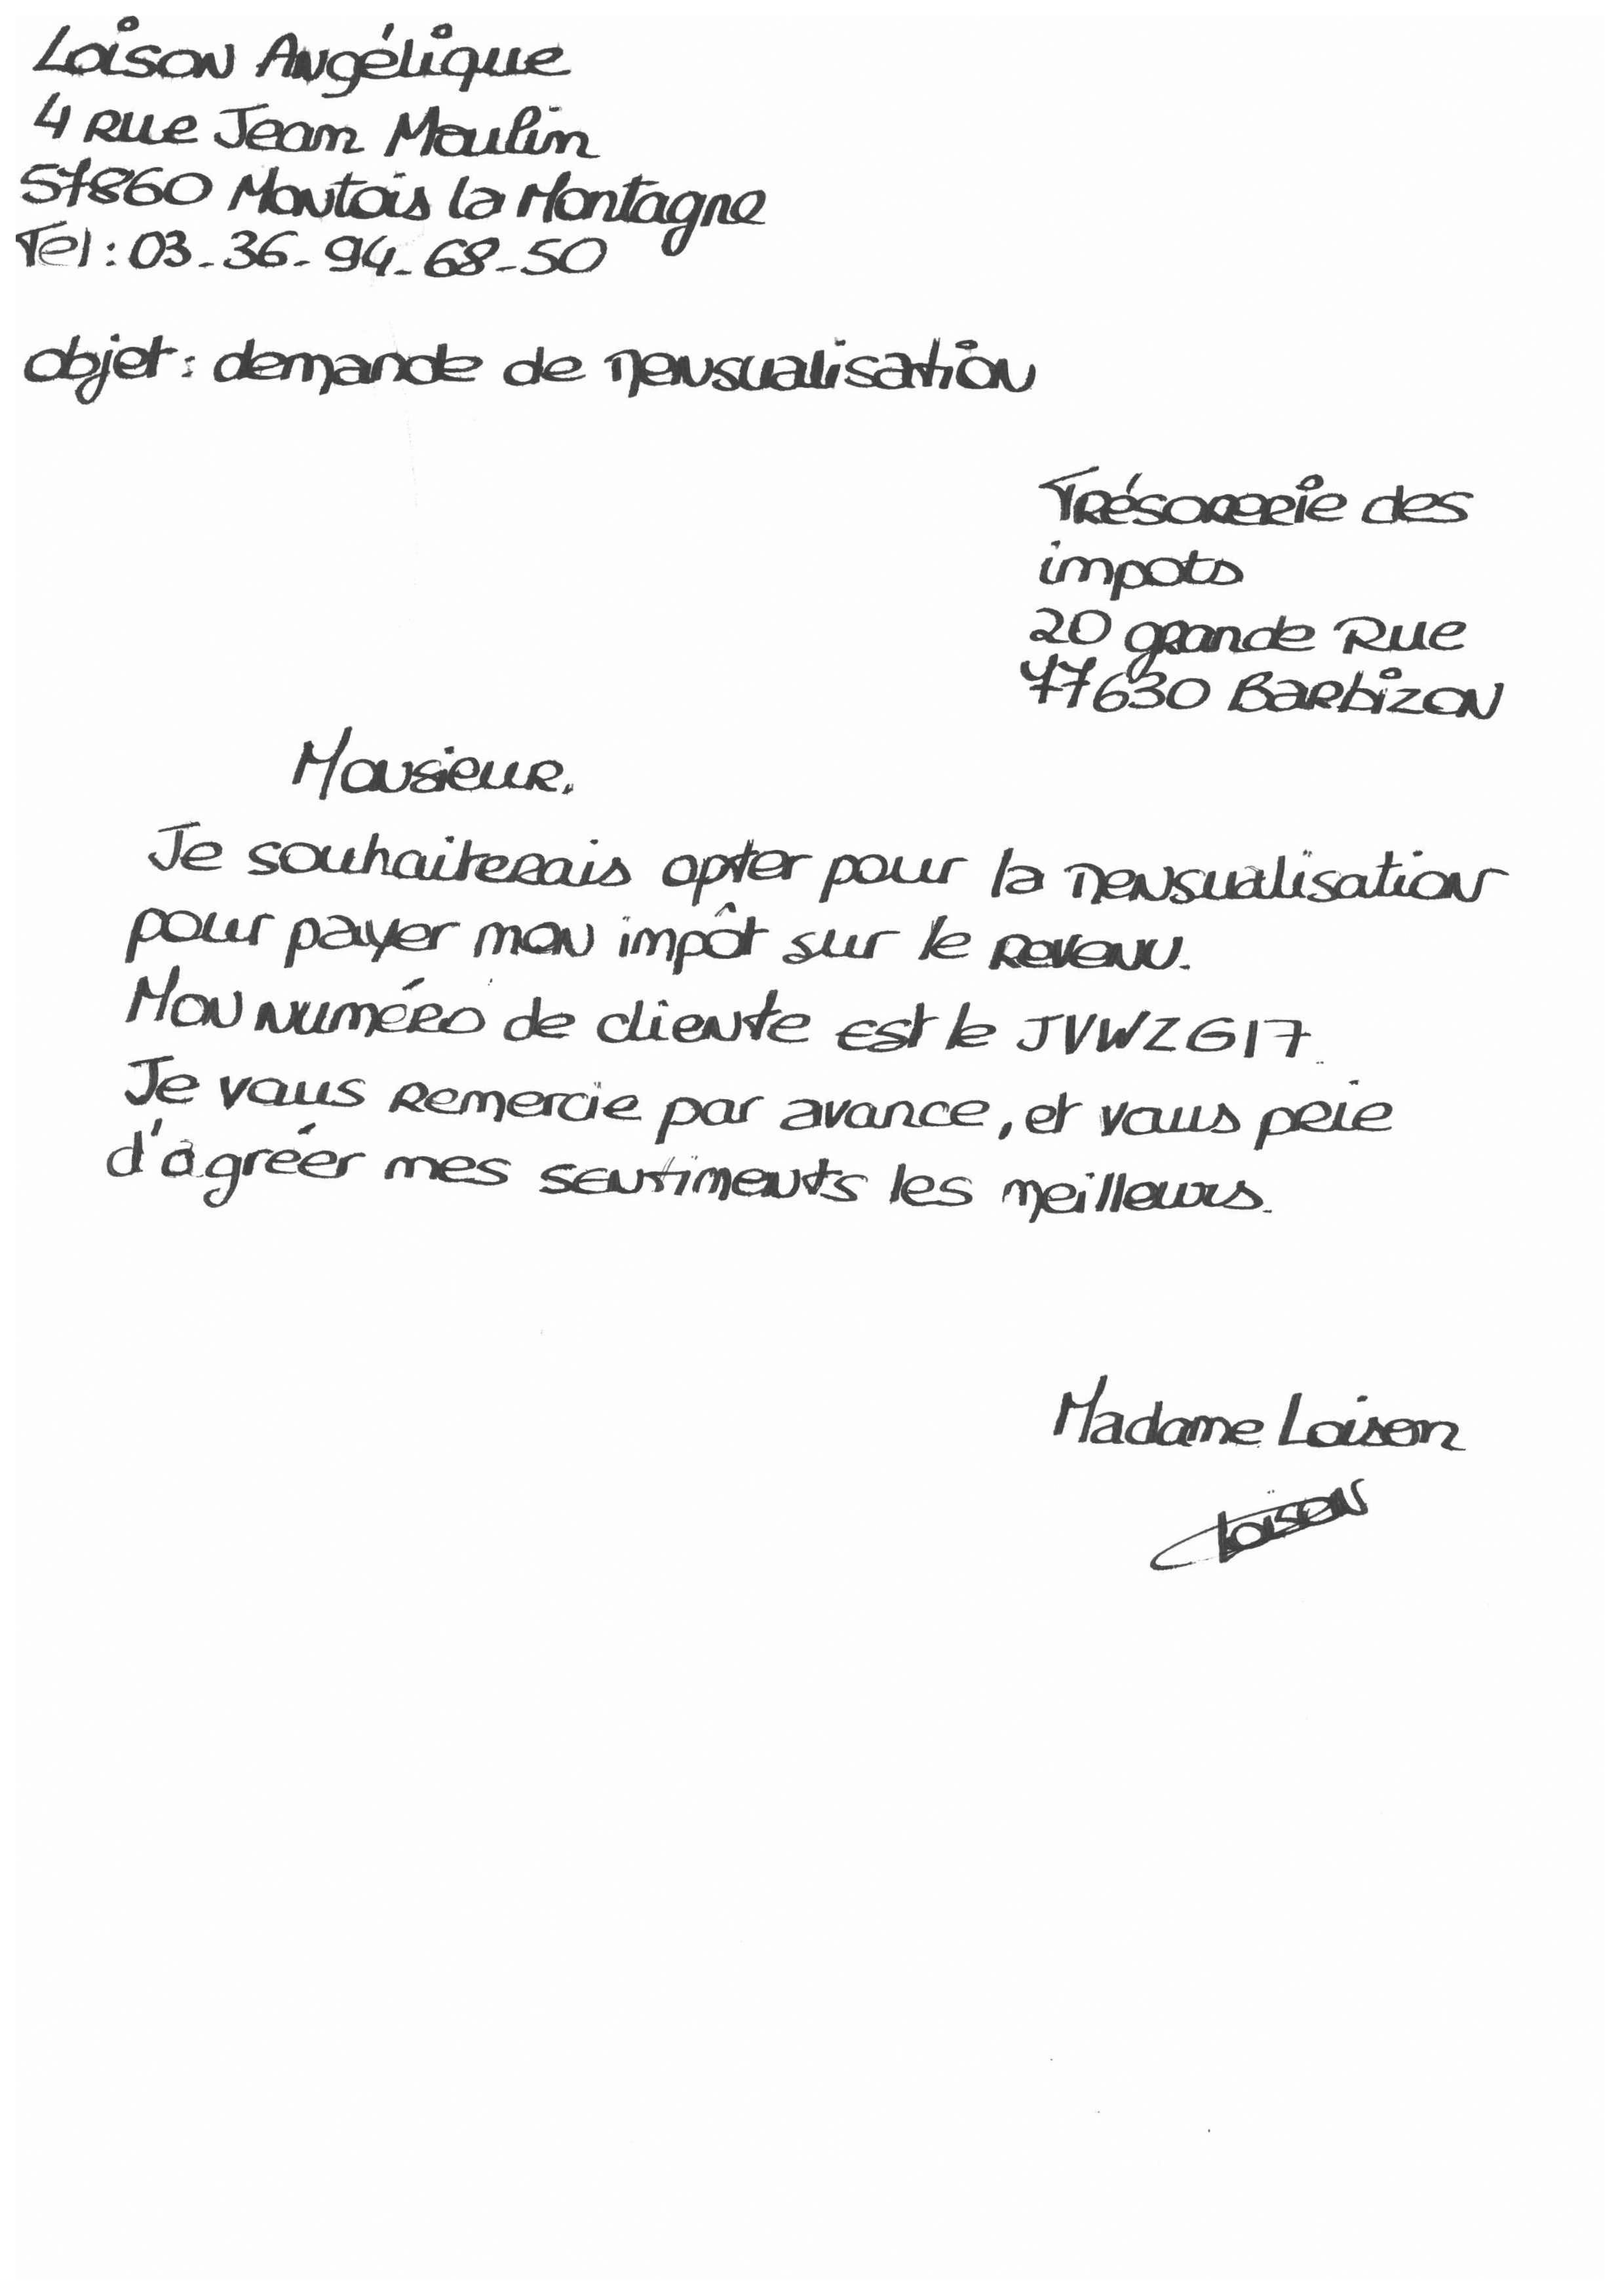 Loison Angélique
4 Rue Jean Moulin
57860 Montois la Montagne
Tel : 03-36-94-68-50
objet : demande de mensualisation
Trésorerie des
impots
20 grande Rue
77630 Barbizon
Monsieur,
Je souhaiterais opter pour la mensualisation
pour payer mon impôt sur le revenu.
Mon numéro de cliente est le JVWZG17
Je vous remercie par avance, et vous prie
d'agréer mes sentiments les meilleurs.
Madame Loison
Loison